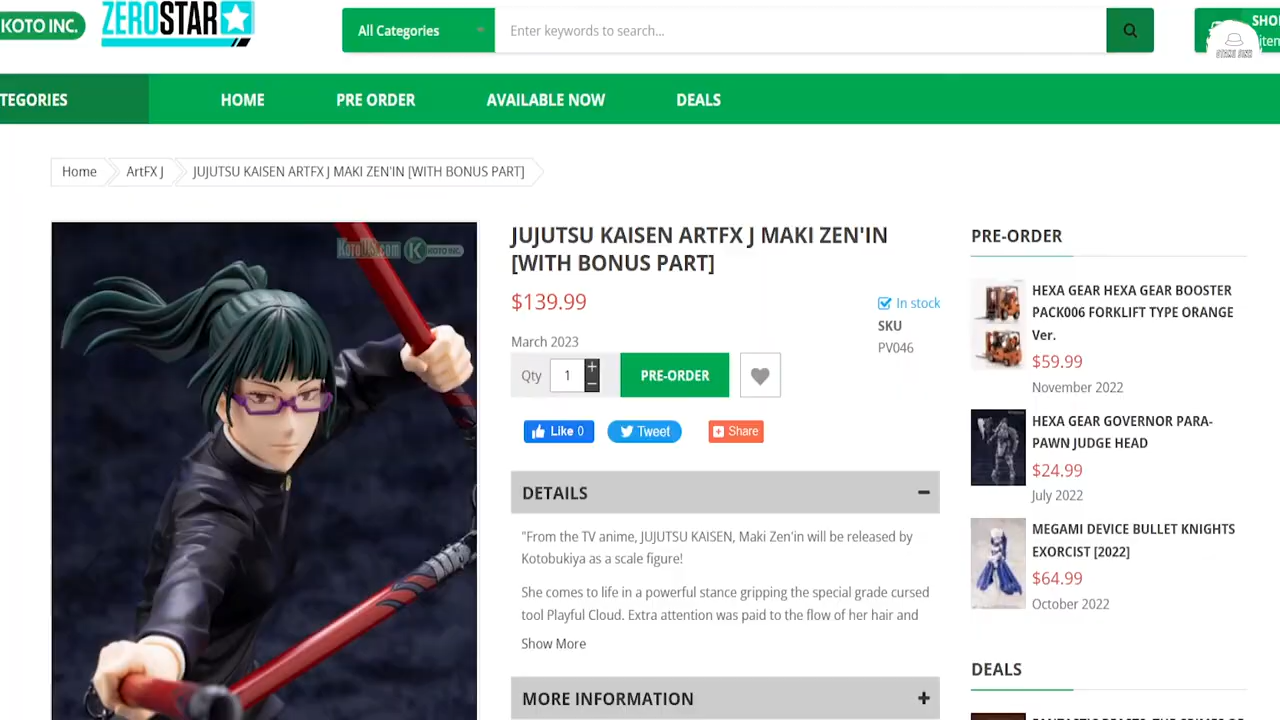 KOTO INC.
ZEROSTAR
All Categories
Enter keywords to search...
TEGORIES
HOME
PRE ORDER
AVAILABLE NOW
DEALS
Home
ArtFX J
JUJUTSU KAISEN ARTFX J MAKI ZEN'IN [WITH BONUS PART]
KotoUS.com
KOTO INC.
JUJUTSU KAISEN ARTFX J MAKI ZEN'IN
[WITH BONUS PART]
$139.99
In stock
SKU
PV046
March 2023
Qty
1
PRE-ORDER
Like 0
Tweet
Share
DETAILS
"From the TV anime, JUJUTSU KAISEN, Maki Zen'in will be released by
Kotobukiya as a scale figure!
She comes to life in a powerful stance gripping the special grade cursed
tool Playful Cloud. Extra attention was paid to the flow of her hair and
Show More
MORE INFORMATION
PRE-ORDER
HEXA GEAR HEXA GEAR BOOSTER
PACK006 FORKLIFT TYPE ORANGE
Ver.
$59.99
November 2022
HEXA GEAR GOVERNOR PARA-
PAWN JUDGE HEAD
$24.99
July 2022
MEGAMI DEVICE BULLET KNIGHTS
EXORCIST [2022]
$64.99
October 2022
DEALS